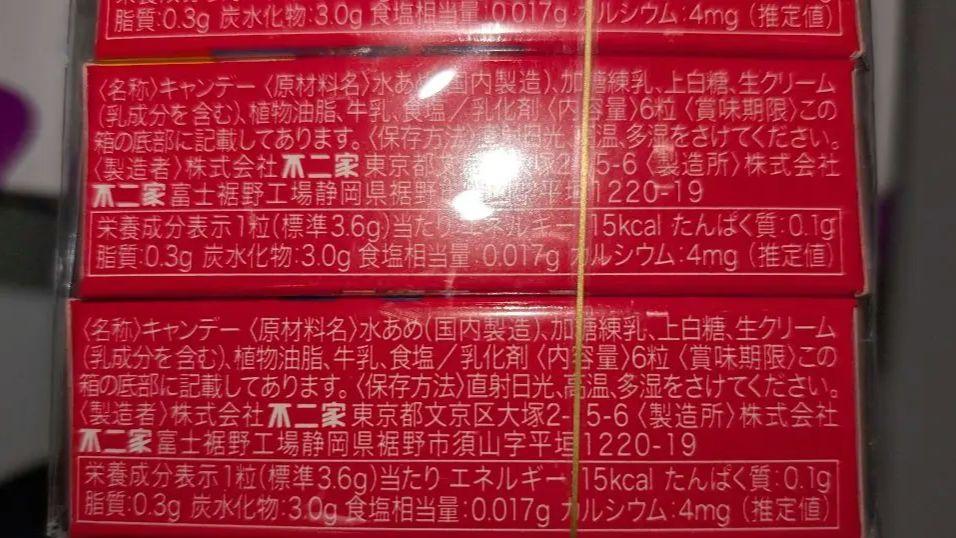 脂質:0.3g 炭水化物:3.0g 食塩相当量:0.017g カルシウム:4mg (推定値)
〈名称〉キャンデー 〈原材料名〉水あめ(国内製造)、加糖練乳、上白糖、生クリーム
(乳成分を含む)、植物油脂、牛乳、食塩/乳化剤 〈内容量〉6粒 〈賞味期限〉この
箱の底部に記載してあります。〈保存方法〉直射日光、高温、多湿をさけてください。
〈製造者〉株式会社不二家 東京都文 塚2- 5-6 〈製造所〉株式会社
不二家富士裾野工場静岡県裾野 字平垣1220-19
栄養成分表示1粒(標準3.6g)当たり エネルギー 15kcal たんぱく質:0.1g
脂質:0.3g 炭水化物:3.0g 食塩相当量:0.017g カルシウム:4mg (推定値)
〈名称〉キャンデー 〈原材料名〉水あめ(国内製造)、加糖練乳、上白糖、生クリーム
(乳成分を含む)、植物油脂、牛乳、食塩/乳化剤 〈内容量〉6粒 〈賞味期限〉この
箱の底部に記載してあります。〈保存方法〉直射日光、高温、多湿をさけてください。
〈製造者〉株式会社不二家 東京都文京区大塚2- 5-6 〈製造所〉株式会社
不二家富士裾野工場静岡県裾野市須山字平垣1220-19
栄養成分表示1粒(標準3.6g)当たり エネルギー 15kcal たんぱく質:0.1g
脂質:0.3g 炭水化物:3.0g 食塩相当量:0.017g カルシウム:4mg (推定値)